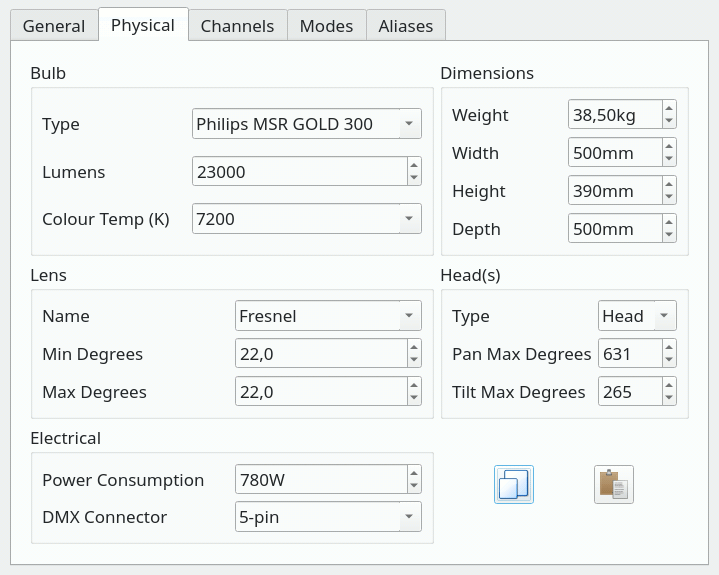 General Physical Channels Modes Aliases
Bulb
Type Philips MSR GOLD 300
Lumens 23000
Colour Temp (K) 7200
Dimensions
Weight 38,50kg
Width 500mm
Height 390mm
Depth 500mm
Lens
Name Fresnel
Min Degrees 22,0
Max Degrees 22,0
Head(s)
Type Head
Pan Max Degrees 631
Tilt Max Degrees 265
Electrical
Power Consumption 780W
DMX Connector 5-pin